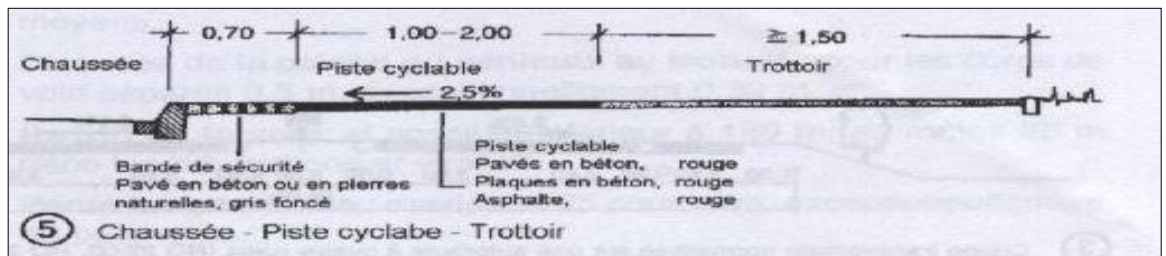 0,70
1,00-2,00
≧ 1,50
Chaussée
Piste cyclable
Trottoir
2,5%
Bande de sécurité
Pavé en béton ou en pierres
naturelles, gris foncé
Piste cyclable
Pavés en béton, rouge
Plaques en béton, rouge
Asphalte, rouge
5 Chaussée - Piste cyclabe - Trottoir